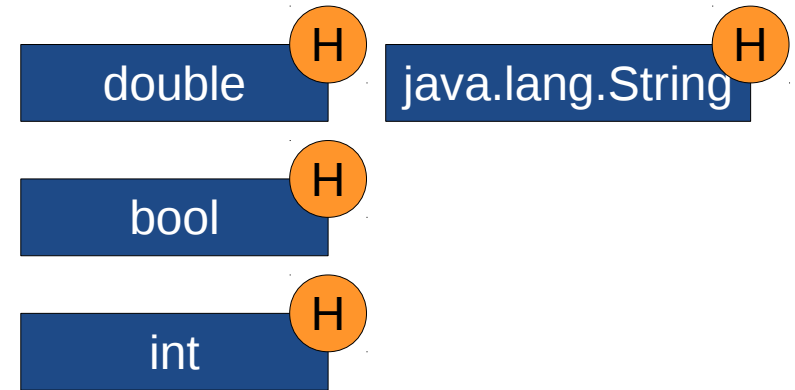 H
double
H
java.lang.String
H
bool
H
int